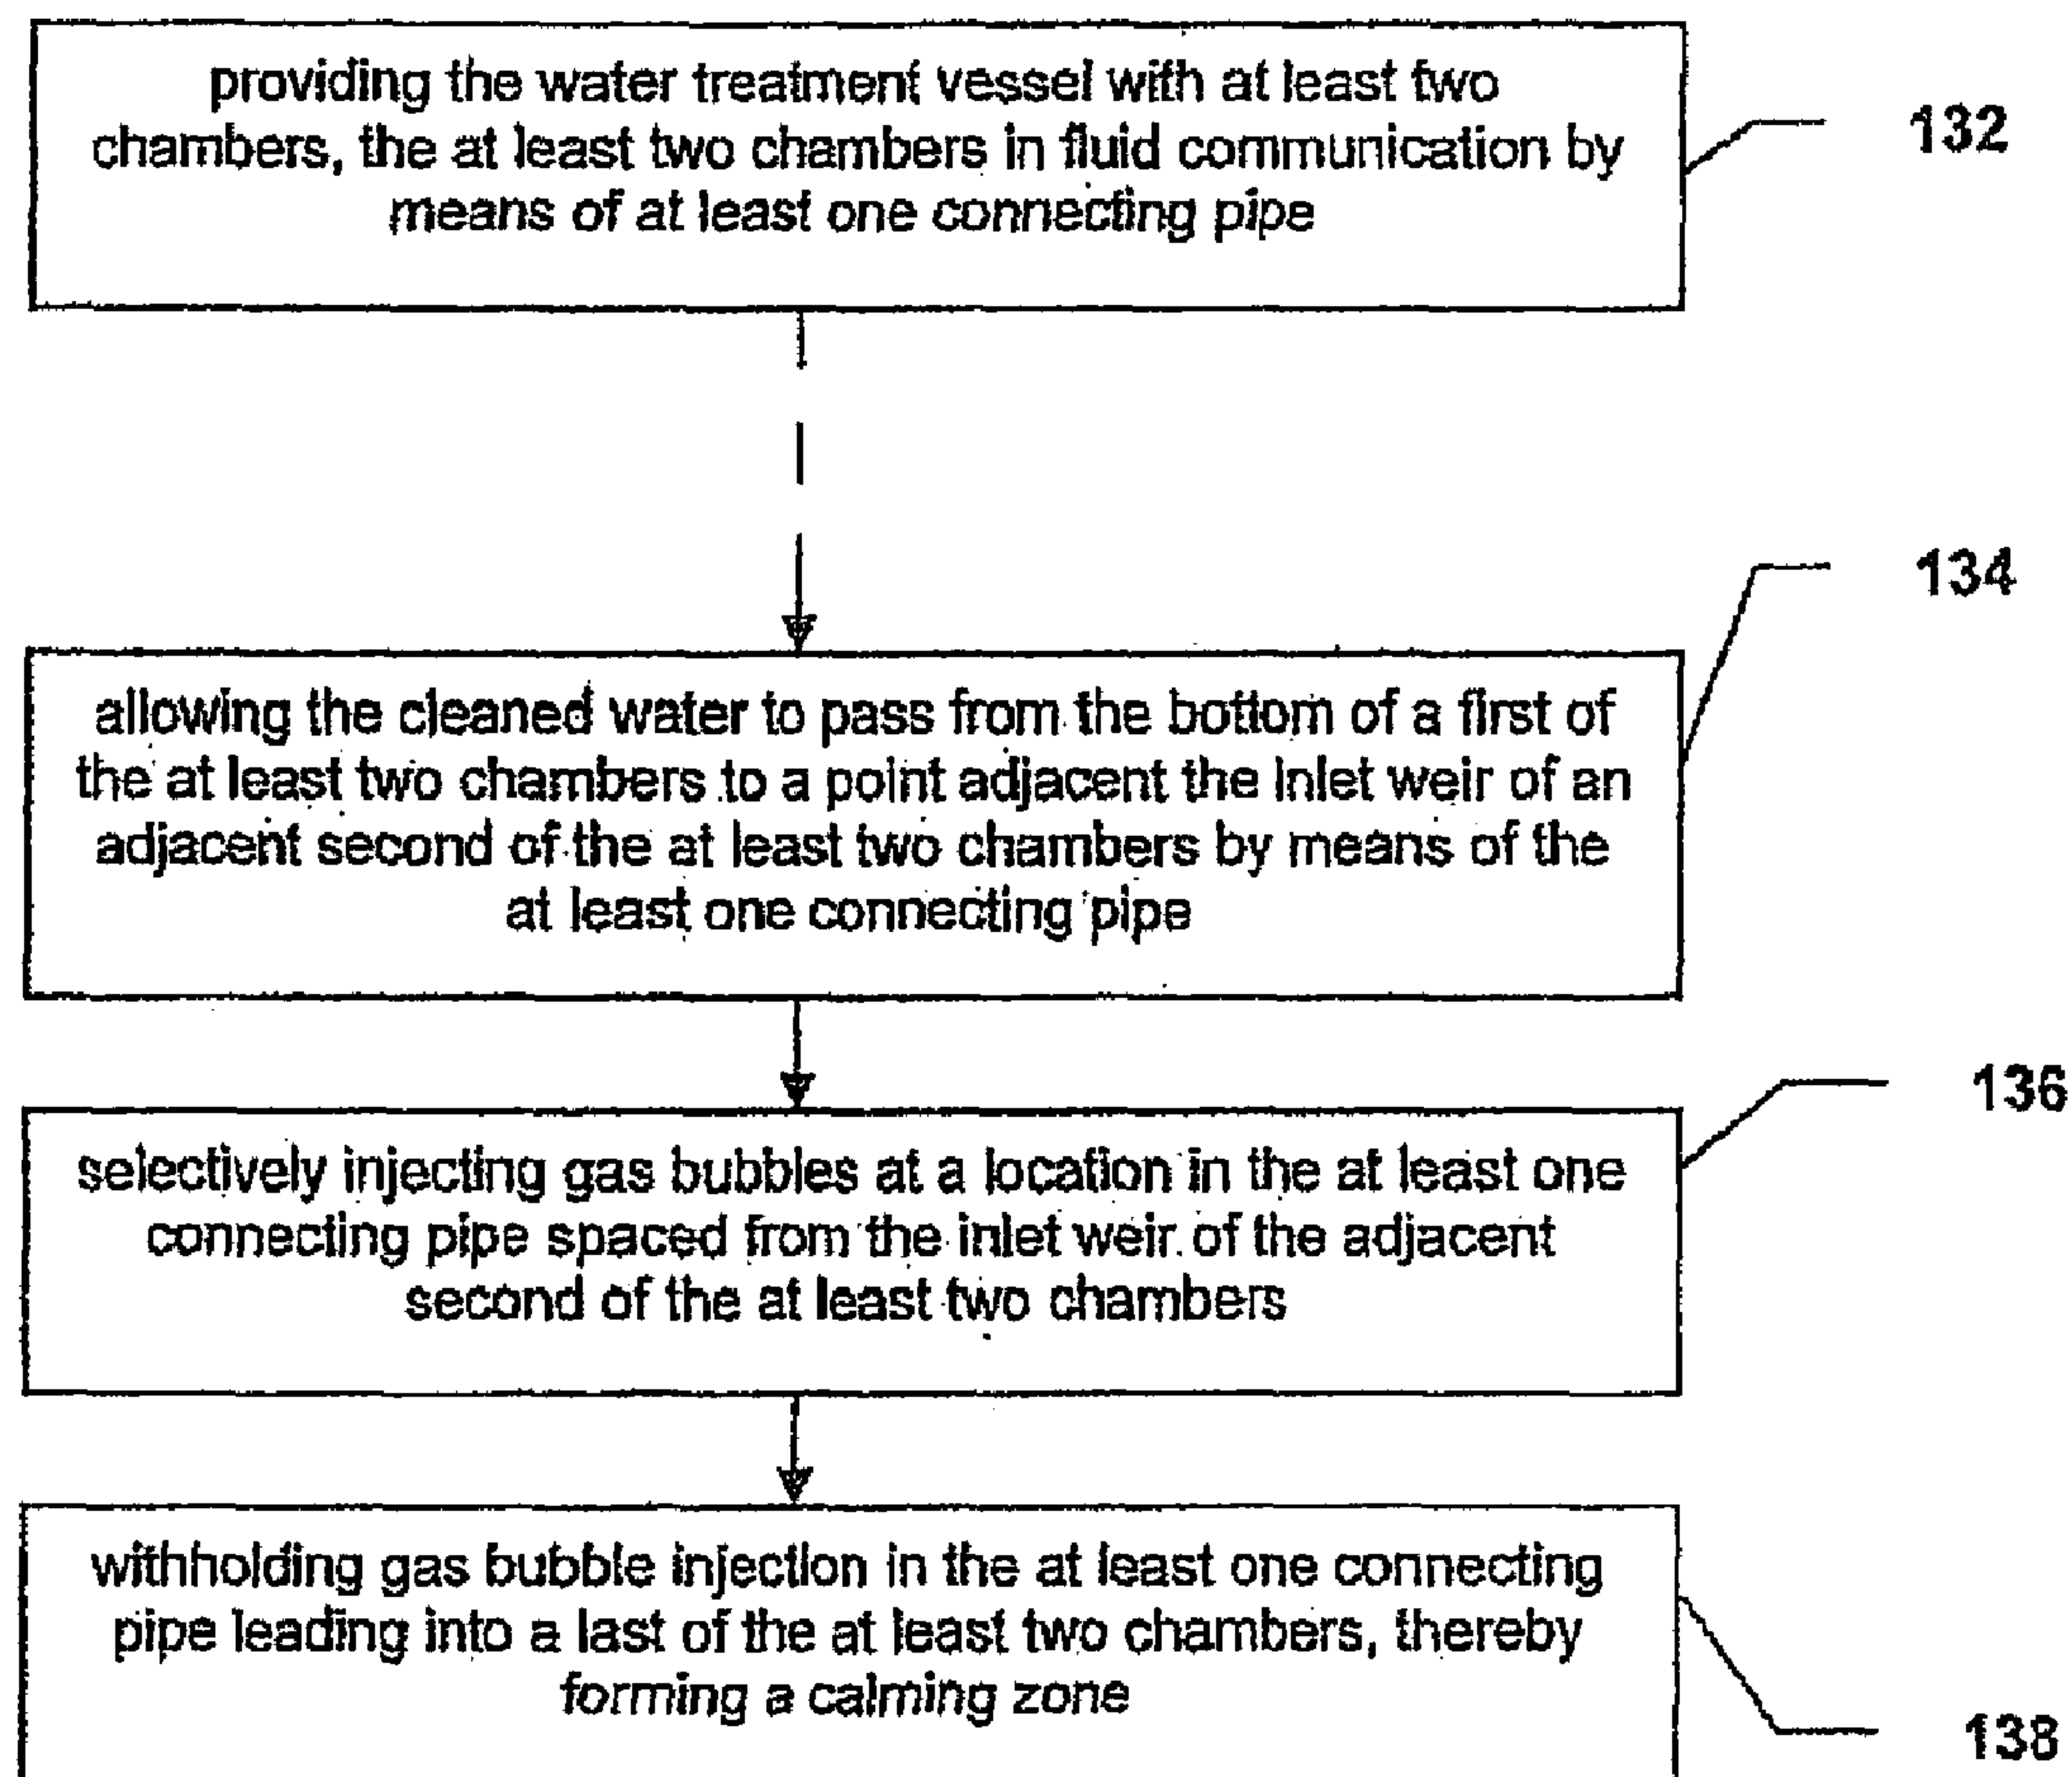 providing the water treatment vessel with at least two
chambers, the at least two chambers in fluid communication by
means of at least one connecting pipe
132
134
allowing the cleaned water to pass from the bottom of a first of
the at least two chambers to a point adjacent the inlet weir of an
adjacent second of the at least two chambers by means of the
at least one connecting pipe
136
selectively injecting gas bubbles at a location in the at least one
connecting pipe spaced from the inlet weir of the adjacent
second of the at least two chambers
withholding gas bubble injection in the at least one connecting
pipe leading into a last of the at least two chambers, thereby
forming a calming zone
138